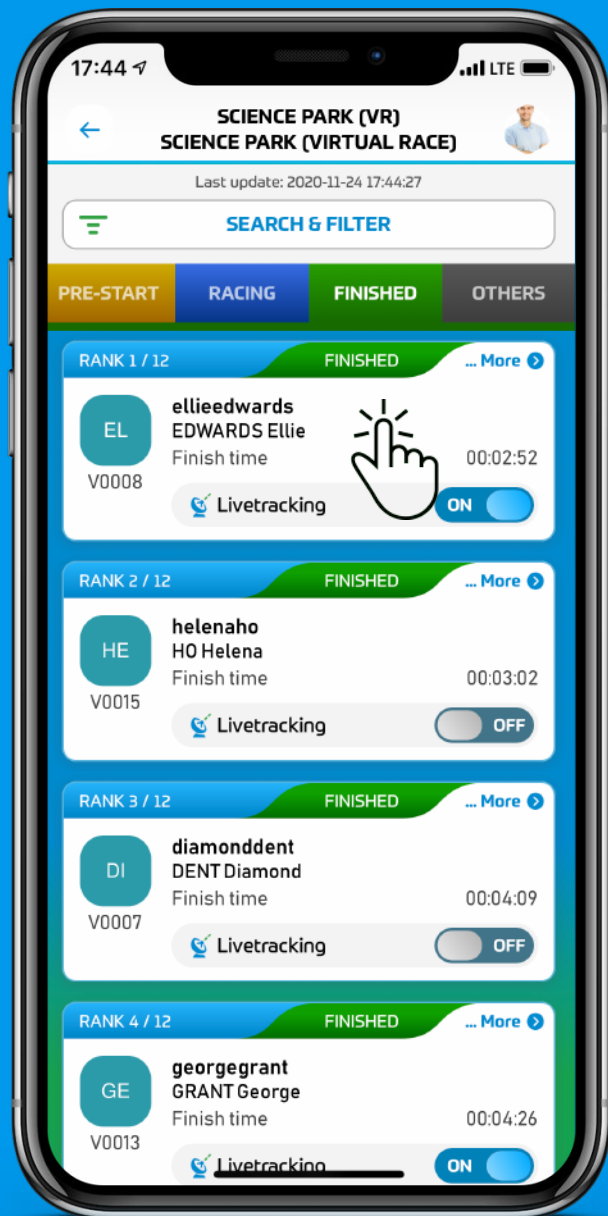 17:44
LTE
SCIENCE PARK (VR)
SCIENCE PARK (VIRTUAL RACE)
Last update: 2020-11-24 17:44:27
SEARCH & FILTER
PRE-START RACING FINISHED OTHERS
RANK 1 / 12 FINISHED ... More
EL
ellieedwards
EDWARDS Ellie
Finish time 00:02:52
V0008
Livetracking ON
RANK 2 / 12 FINISHED ... More
HE
helenaho
HO Helena
Finish time 00:03:02
V0015
Livetracking OFF
RANK 3 / 12 FINISHED ... More
DI
diamonddent
DENT Diamond
Finish time 00:04:09
V0007
Livetracking OFF
RANK 4 / 12 FINISHED ... More
GE
georgegrant
GRANT George
Finish time 00:04:26
V0013
Livetracking ON